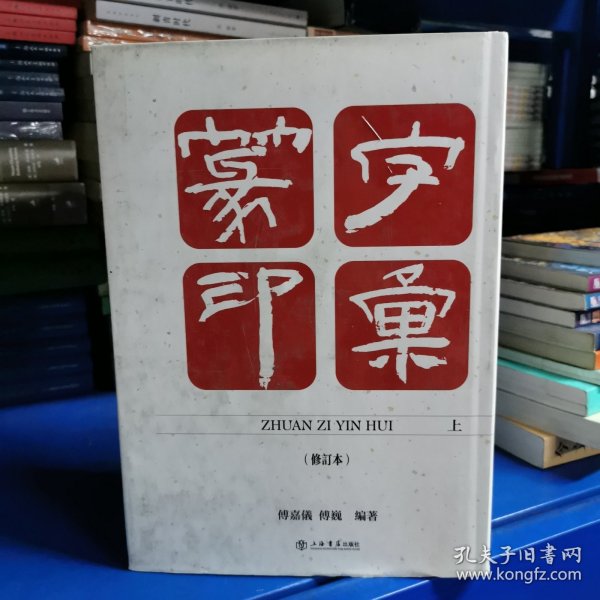 篆字
印彙
ZHUAN ZI YIN HUI 上
（修訂本）
傅嘉儀 傅巍 編著
上海書店出版社
孔夫子旧书网
www.kongfz.com